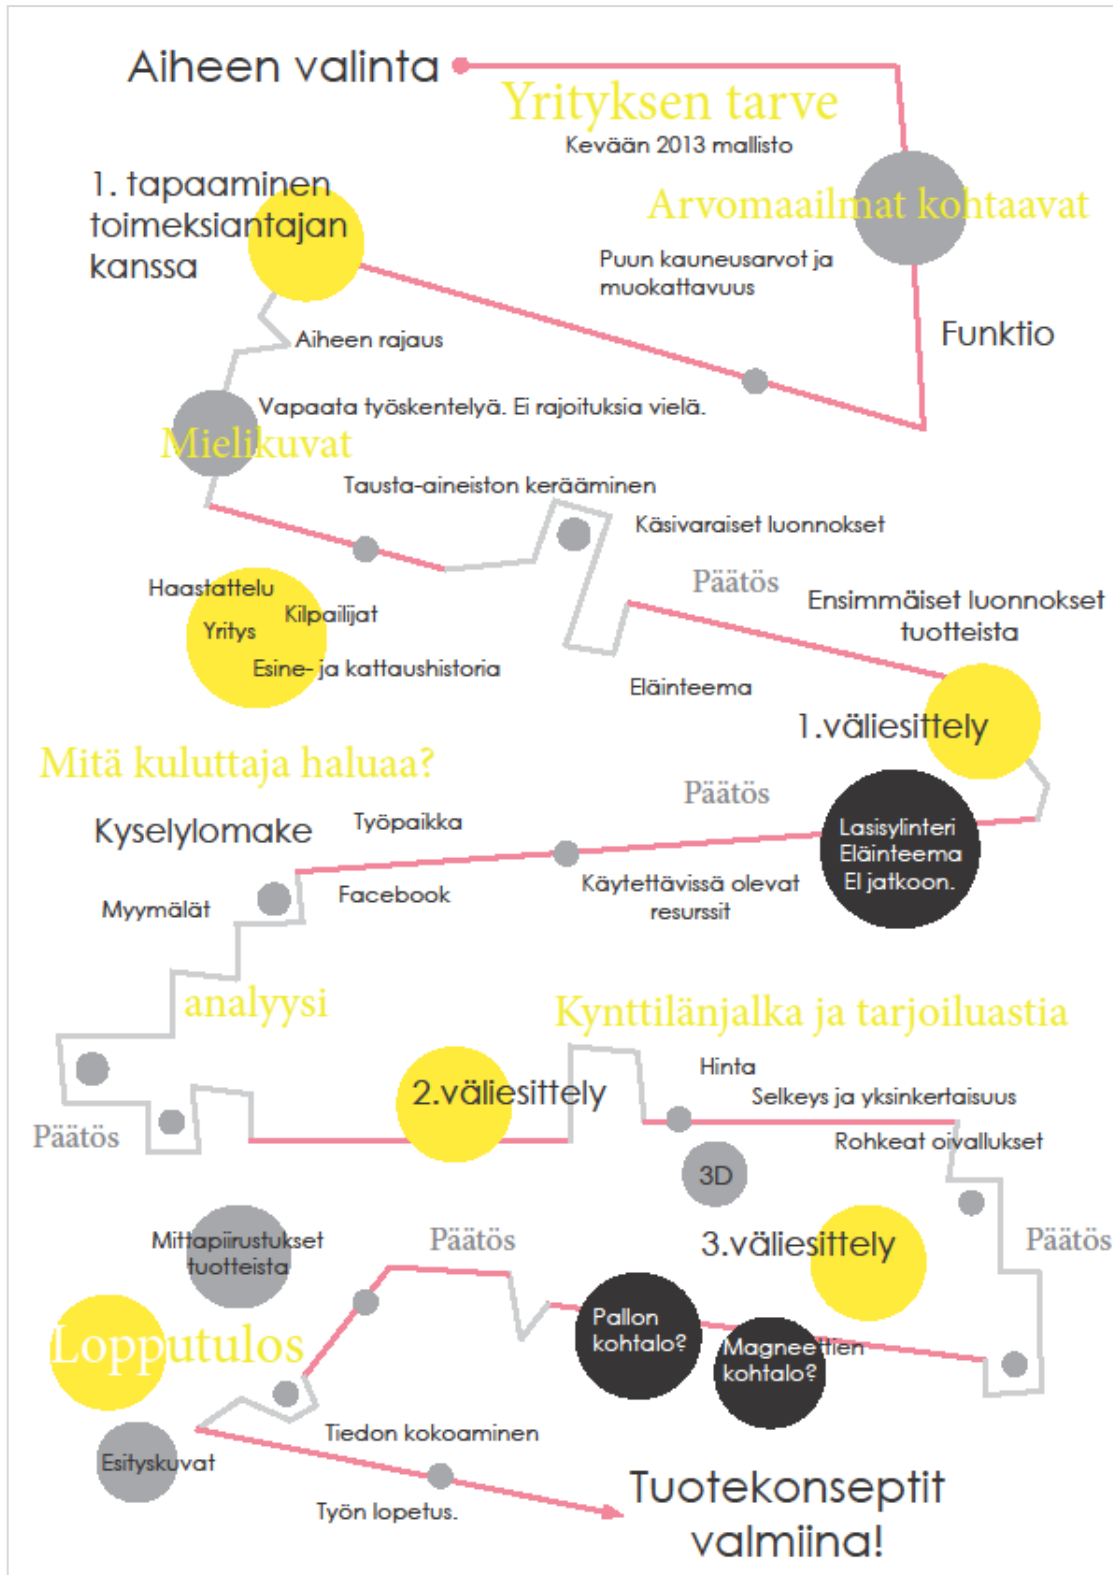 Aiheen valinta
Yrityksen tarve
Kevään 2013 mallisto
1. tapaaminen
toimeksiantajan
kanssa
Arvomaailmat kohtaavat
Puun kauneusarvot ja
muokattavuus
Funktio
Aiheen rajaus
Vapaata työskentelyä. Ei rajoituksia vielä.
Mielikuvat
Tausta-aineiston kerääminen
Käsivaraiset luonnokset
Päätös
Ensimmäiset luonnokset
tuotteista
Haastattelu
Kilpailijat
Yritys
Esine- ja kattaushistoria
Eläinteema
1.väliesittely
Mitä kuluttaja haluaa?
Päätös
Kyselylomake
Työpaikka
Lasisylinteri
Eläinteema
EI jatkoon.
Facebook
Käytettävissä olevat
resurssit
Myymälät
analyysi
Kynttilänjalka ja tarjoiluastia
Hinta
2.väliesittely
Selkeys ja yksinkertaisuus
Päätös
Rohkeat oivallukset
3D
Mittapiirustukset
tuotteista
Päätös
3.väliesittely
Päätös
Pallon
kohtalo?
Lopputulos
Magneettien
kohtalo?
Tiedon kokoaminen
Esityskuvat
Työn lopetus.
Tuotekonseptit
valmiina!